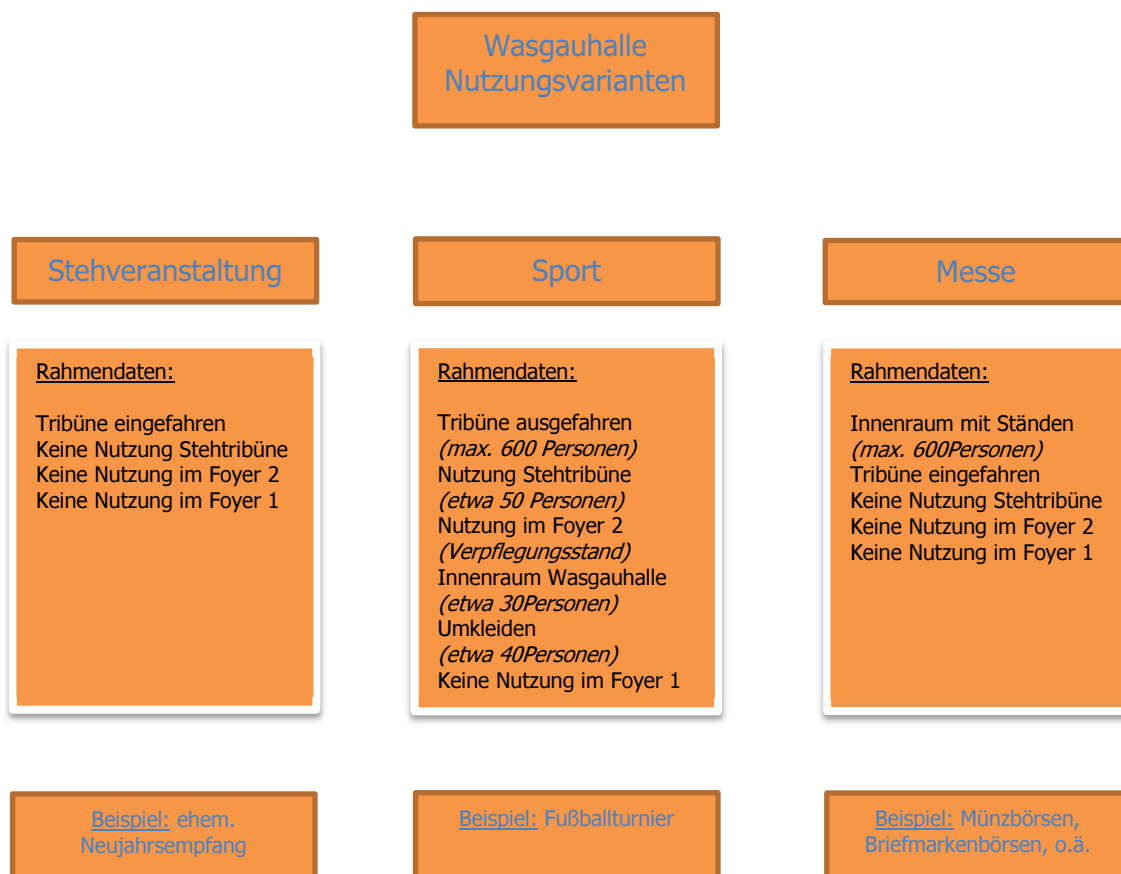 Wasgauhalle
Nutzungsvarianten
Stehveranstaltung
Sport
Messe
Rahmendaten:
Tribüne eingefahren
Keine Nutzung Stehtribüne
Keine Nutzung im Foyer 2
Keine Nutzung im Foyer 1
Rahmendaten:
Tribüne ausgefahren
(max. 600 Personen)
Nutzung Stehtribüne
(etwa 50 Personen)
Nutzung im Foyer 2
(Verpflegungsstand)
Innenraum Wasgauhalle
(etwa 30Personen)
Umkleiden
(etwa 40Personen)
Keine Nutzung im Foyer 1
Rahmendaten:
Innenraum mit Ständen
(max. 600Personen)
Tribüne eingefahren
Keine Nutzung Stehtribüne
Keine Nutzung im Foyer 2
Keine Nutzung im Foyer 1
Beispiel: ehem.
Neujahrsempfang
Beispiel: Fußballturnier
Beispiel: Münzbörsen,
Briefmarkenbörsen, o.ä.